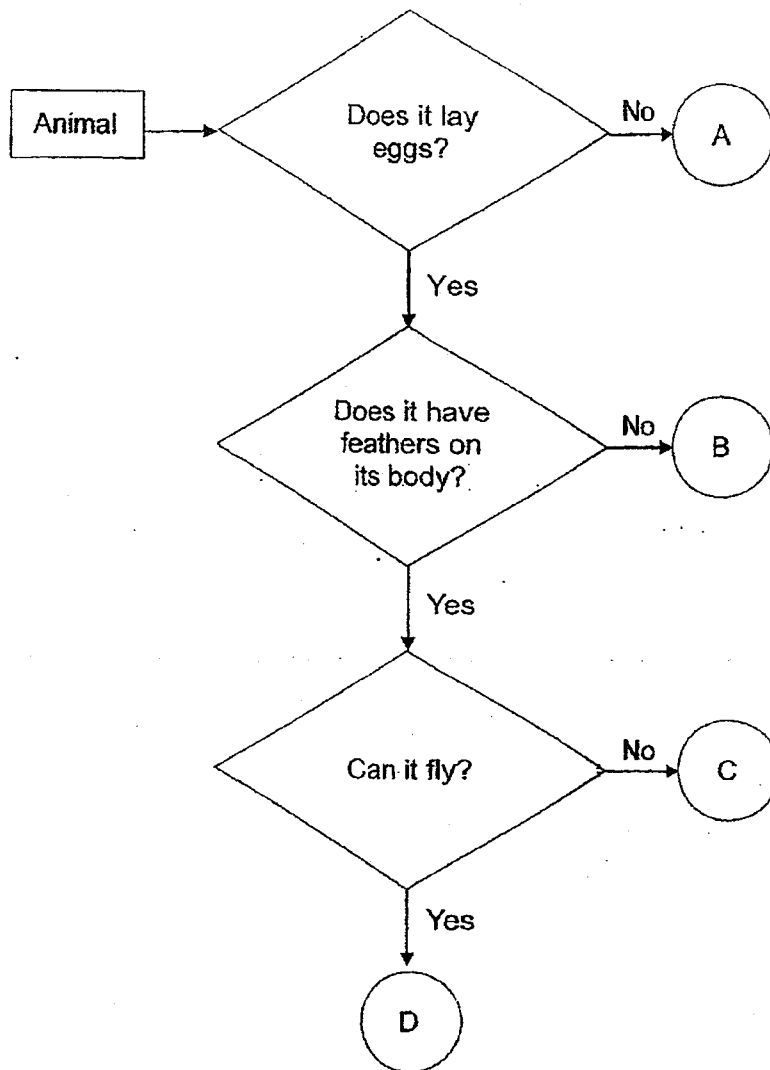 Animal
Does it lay
eggs?
No
A
Yes
Does it have
feathers on
its body?
No
B
Yes
Can it fly?
No
C
Yes
D